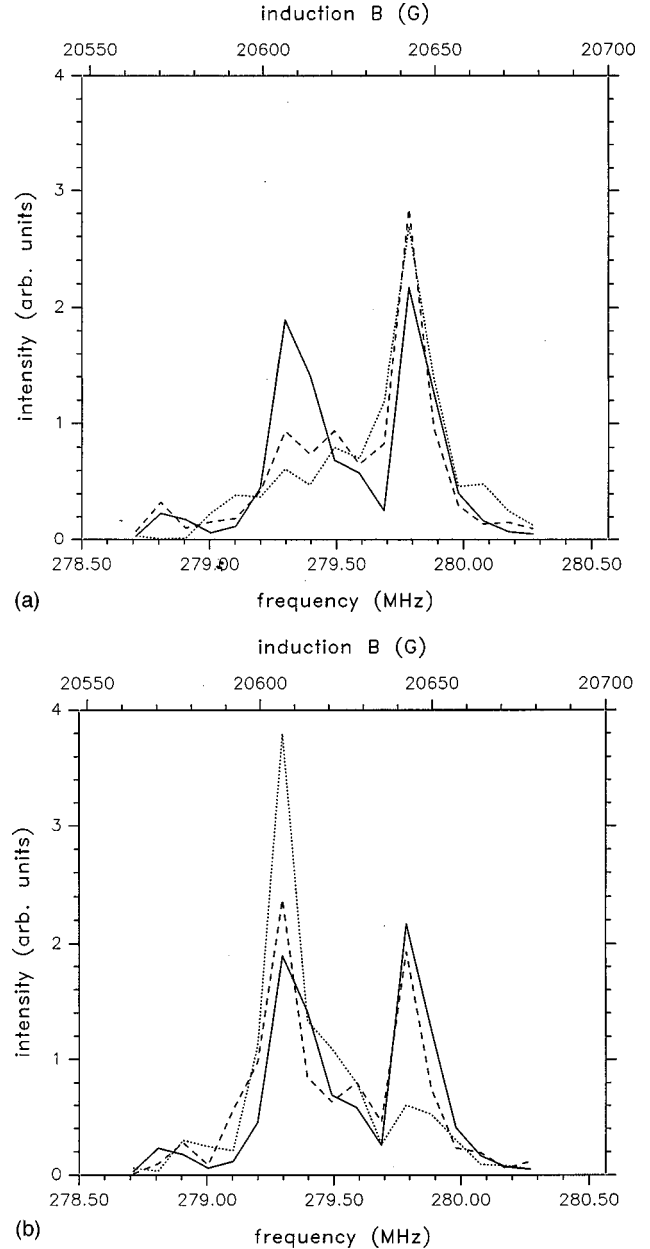 induction B (G)
20550 20600 20650 20700
4
3
2
1
0
intensity (arb. units)
278.50 279.00 279.50 280.00 280.50
(a) frequency (MHz)
induction B (G)
20550 20600 20650 20700
4
3
2
1
0
intensity (arb. units)
278.50 279.00 279.50 280.00 280.50
(b) frequency (MHz)